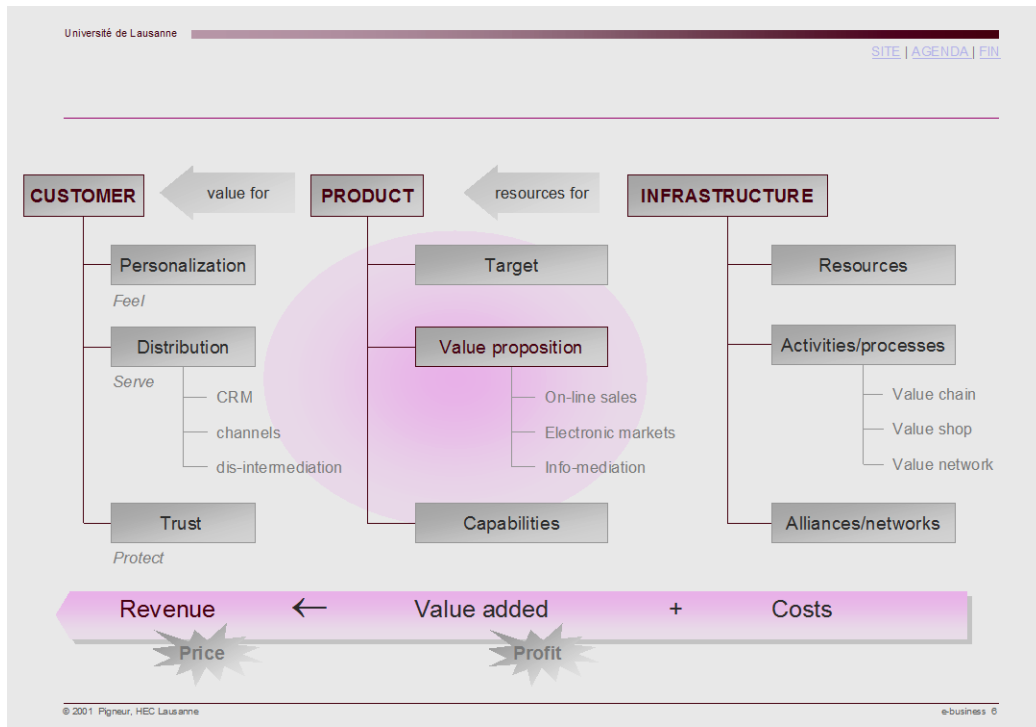 Université de Lausanne
SITE | AGENDA | FIN
CUSTOMER
value for
PRODUCT
resources for
INFRASTRUCTURE
Personalization
Feel
Distribution
Serve
CRM
channels
dis-intermediation
Trust
Protect
Target
Value proposition
On-line sales
Electronic markets
Info-mediation
Capabilities
Resources
Activities/processes
Value chain
Value shop
Value network
Alliances/networks
Revenue ← Value added + Costs
Price
Profit
© 2001 Pigneur, HEC Lausanne
e-business 6